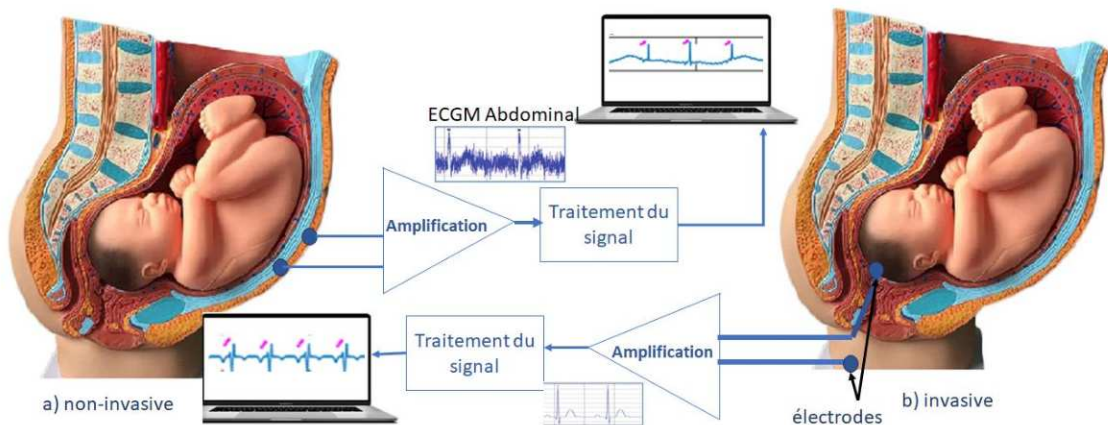 ECGM Abdominal
Amplification
Traitement du
signal
Traitement du
signal
Amplification
a) non-invasive
électrodes
b) invasive